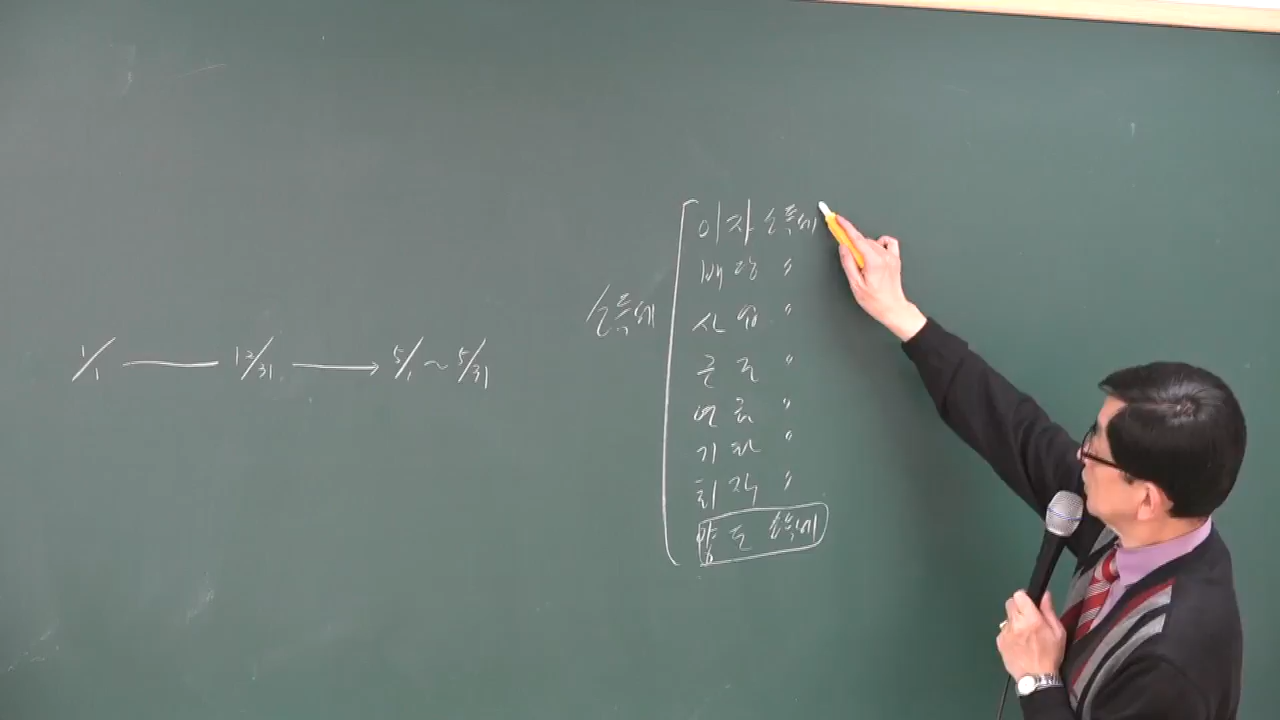 1/1 ── 12/31 → 5/1 ~ 5/31
소득세
이자 소득세
배당 〃
사업 〃
근로 〃
연금 〃
기타 〃
퇴직 〃
양도 소득세